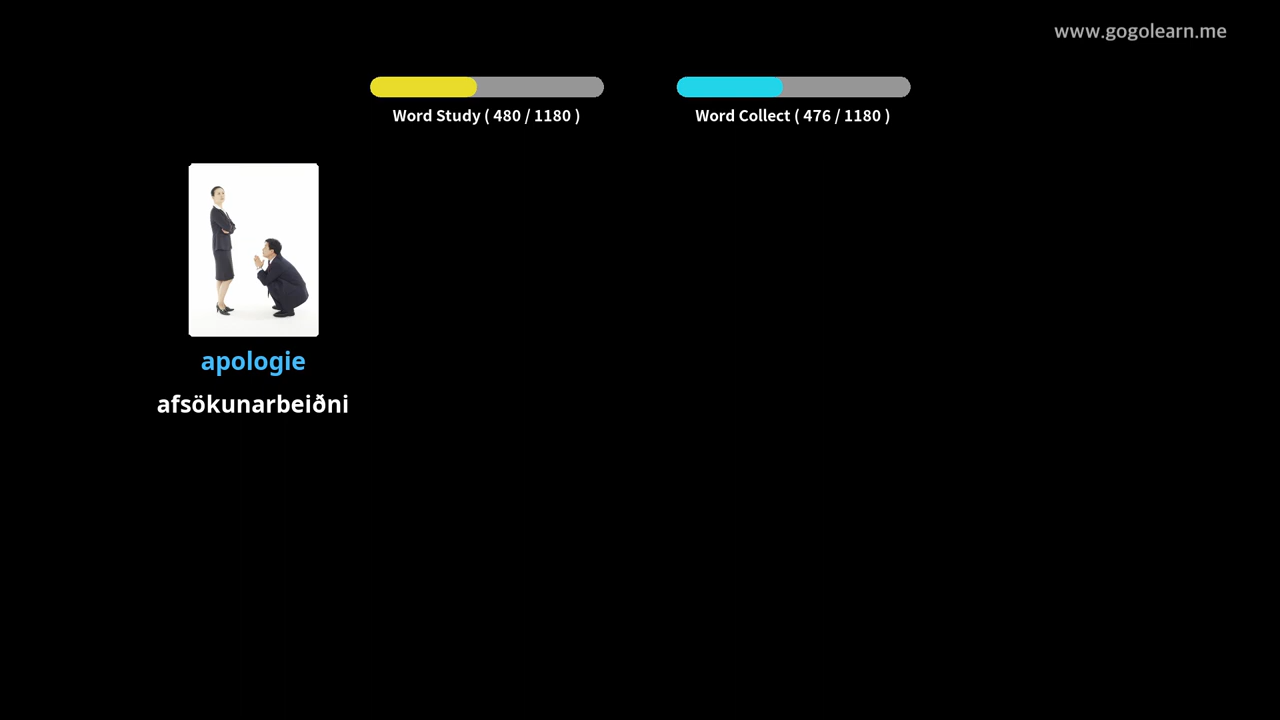 www.gogolearn.me
Word Study ( 480 / 1180 )
Word Collect ( 476 / 1180 )
apologie
afsökunarbeiðni